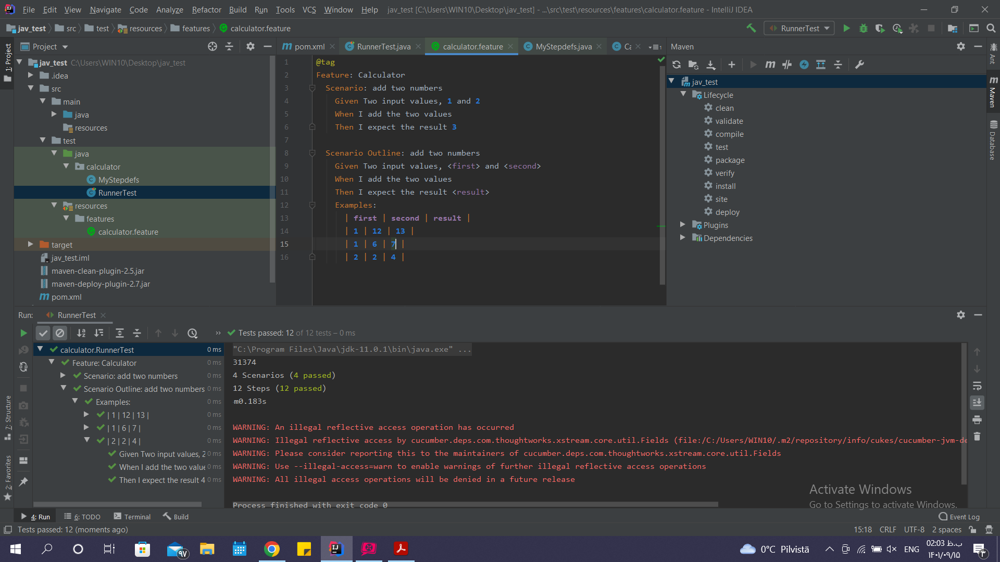 File Edit View Navigate Code Analyze Refactor Build Run Tools VCS Window Help jav_test [C:\Users\WIN10\Desktop\jav_test] - ...\src\test\resources\features\calculator.feature - IntelliJ IDEA
jav_test src test resources features calculator.feature RunnerTest
Project pom.xml RunnerTest.java calculator.feature MyStepdefs.java Ca Maven
1: Project
jav_test C:\Users\WIN10\Desktop\jav_test
.idea
src
main
java
resources
test
java
calculator
MyStepdefs
RunnerTest
resources
features
calculator.feature
target
jav_test.iml
maven-clean-plugin-2.5.jar
maven-deploy-plugin-2.7.jar
pom.xml
1 @tag
2 Feature: Calculator
3 Scenario: add two numbers
4 Given Two input values, 1 and 2
5 When I add the two values
6 Then I expect the result 3
7
8 Scenario Outline: add two numbers
9 Given Two input values, <first> and <second>
10 When I add the two values
11 Then I expect the result <result>
12 Examples:
13 | first | second | result |
14 | 1 | 12 | 13 |
15 | 1 | 6 | 7 |
16 | 2 | 2 | 4 |
jav_test
Lifecycle
clean
validate
compile
test
package
verify
install
site
deploy
Plugins
Dependencies
Ant
Maven
Database
Run: RunnerTest
Tests passed: 12 of 12 tests – 0 ms
calculator.RunnerTest 0 ms
Feature: Calculator 0 ms
Scenario: add two numbers 0 ms
Scenario Outline: add two numbers 0 ms
Examples: 0 ms
| 1 | 12 | 13 | 0 ms
| 1 | 6 | 7 | 0 ms
| 2 | 2 | 4 | 0 ms
Given Two input values, 2 0 ms
When I add the two value 0 ms
Then I expect the result 4 0 ms
"C:\Program Files\Java\jdk-11.0.1\bin\java.exe" ...
31374
4 Scenarios (4 passed)
12 Steps (12 passed)
m0.183s
WARNING: An illegal reflective access operation has occurred
WARNING: Illegal reflective access by cucumber.deps.com.thoughtworks.xstream.core.util.Fields (file:/C:/Users/WIN10/.m2/repository/info/cukes/cucumber-jvm-de
WARNING: Please consider reporting this to the maintainers of cucumber.deps.com.thoughtworks.xstream.core.util.Fields
WARNING: Use --illegal-access=warn to enable warnings of further illegal reflective access operations
WARNING: All illegal access operations will be denied in a future release
Process finished with exit code 0
Activate Windows
Go to Settings to activate Windows.
7: Structure
2: Favorites
4: Run 6: TODO Terminal Build Event Log
Tests passed: 12 (moments ago) 15:18 CRLF UTF-8 2 spaces
۹۷ 0°C Pilvistä ENG 02:03 ب.ظ
۱۴۰۱/۰۹/۱۵ ۳